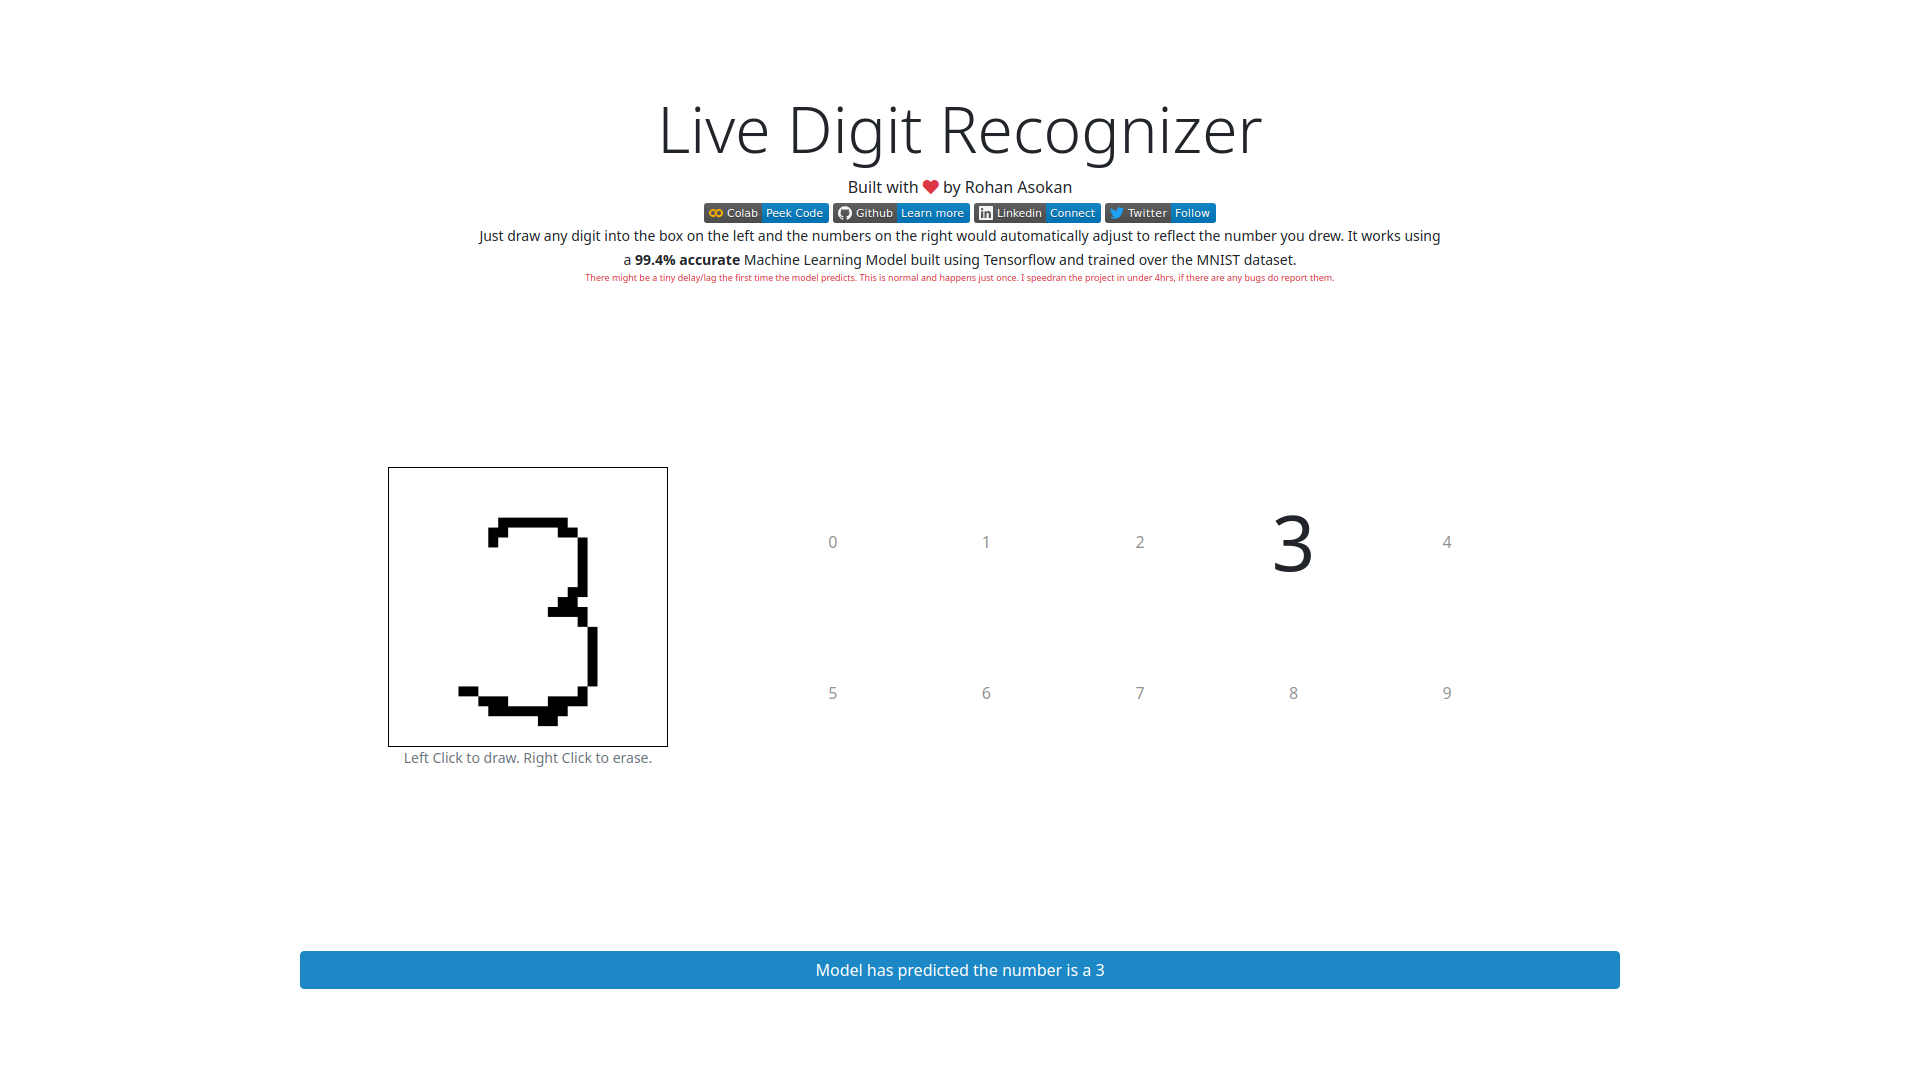 Live Digit Recognizer
Built with ❤ by Rohan Asokan
Colab Peek Code Github Learn more Linkedin Connect Twitter Follow
Just draw any digit into the box on the left and the numbers on the right would automatically adjust to reflect the number you drew. It works using
a 99.4% accurate Machine Learning Model built using Tensorflow and trained over the MNIST dataset.
There might be a tiny delay/lag the first time the model predicts. This is normal and happens just once. I speedran the project in under 4hrs, if there are any bugs do report them.
3
0 1 2 3 4
5 6 7 8 9
Left Click to draw. Right Click to erase.
Model has predicted the number is a 3